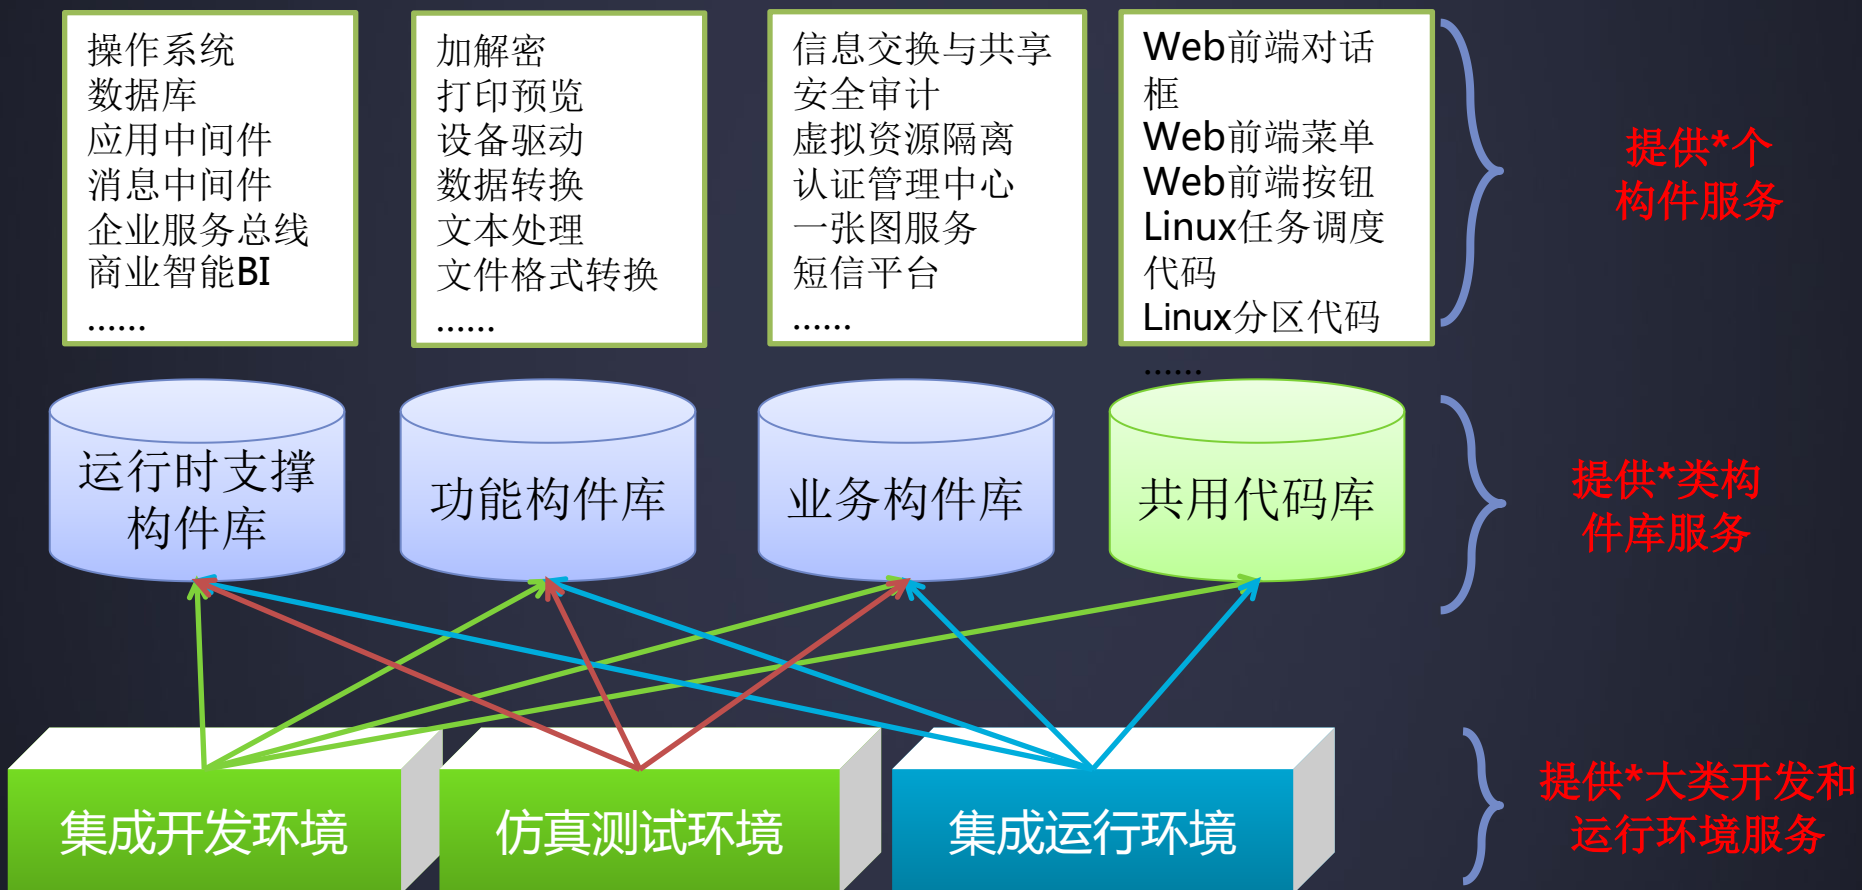 操作系统
数据库
应用中间件
消息中间件
企业服务总线
商业智能BI
......
加解密
打印预览
设备驱动
数据转换
文本处理
文件格式转换
......
信息交换与共享
安全审计
虚拟资源隔离
认证管理中心
一张图服务
短信平台
......
Web前端对话
框
Web前端菜单
Web前端按钮
Linux任务调度
代码
Linux分区代码
......
提供*个
构件服务
运行时支撑
构件库
功能构件库
业务构件库
共用代码库
提供*类构
件库服务
集成开发环境
仿真测试环境
集成运行环境
提供*大类开发和
运行环境服务